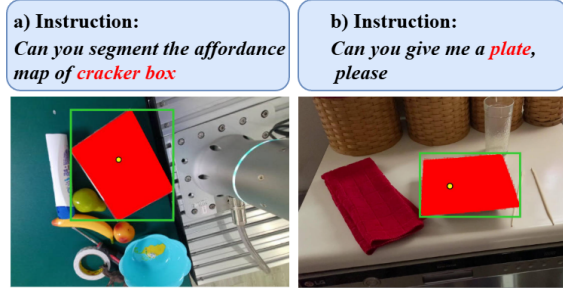 a) Instruction:
Can you segment the affordance
map of cracker box
b) Instruction:
Can you give me a plate,
please